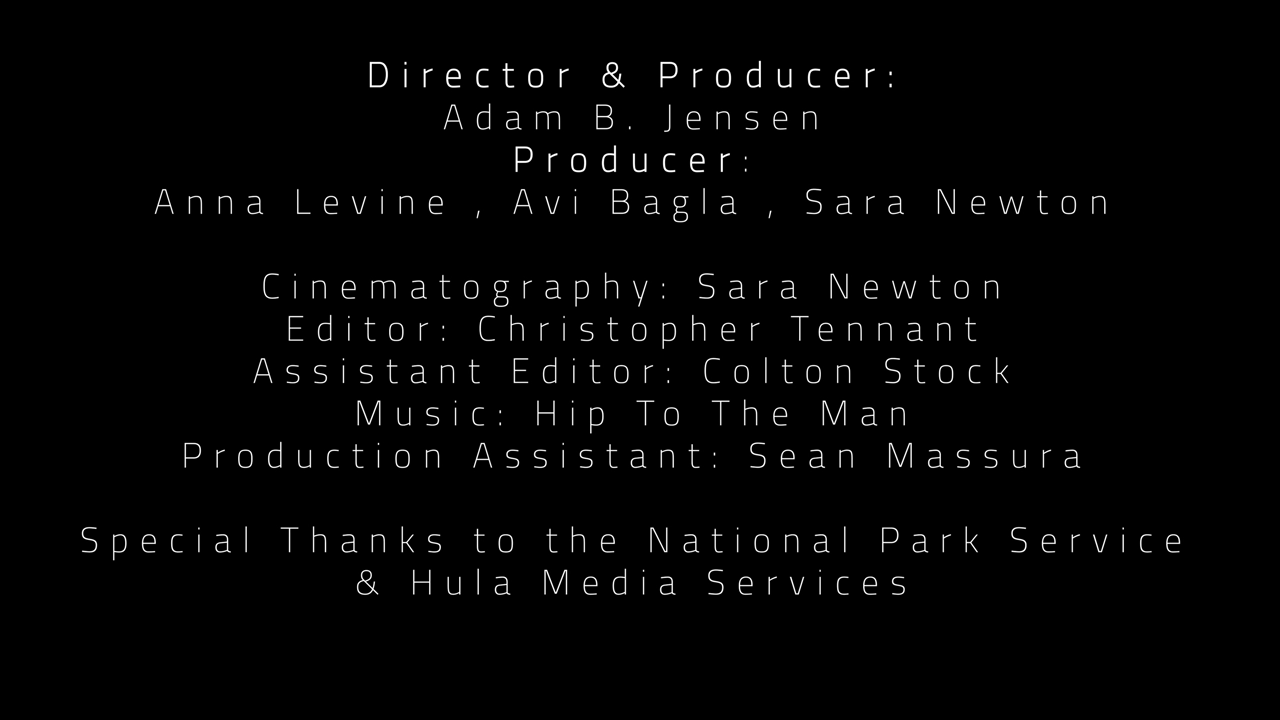 Director & Producer:
Adam B. Jensen
Producer:
Anna Levine , Avi Bagla , Sara Newton
Cinematography: Sara Newton
Editor: Christopher Tennant
Assistant Editor: Colton Stock
Music: Hip To The Man
Production Assistant: Sean Massura
Special Thanks to the National Park Service
& Hula Media Services